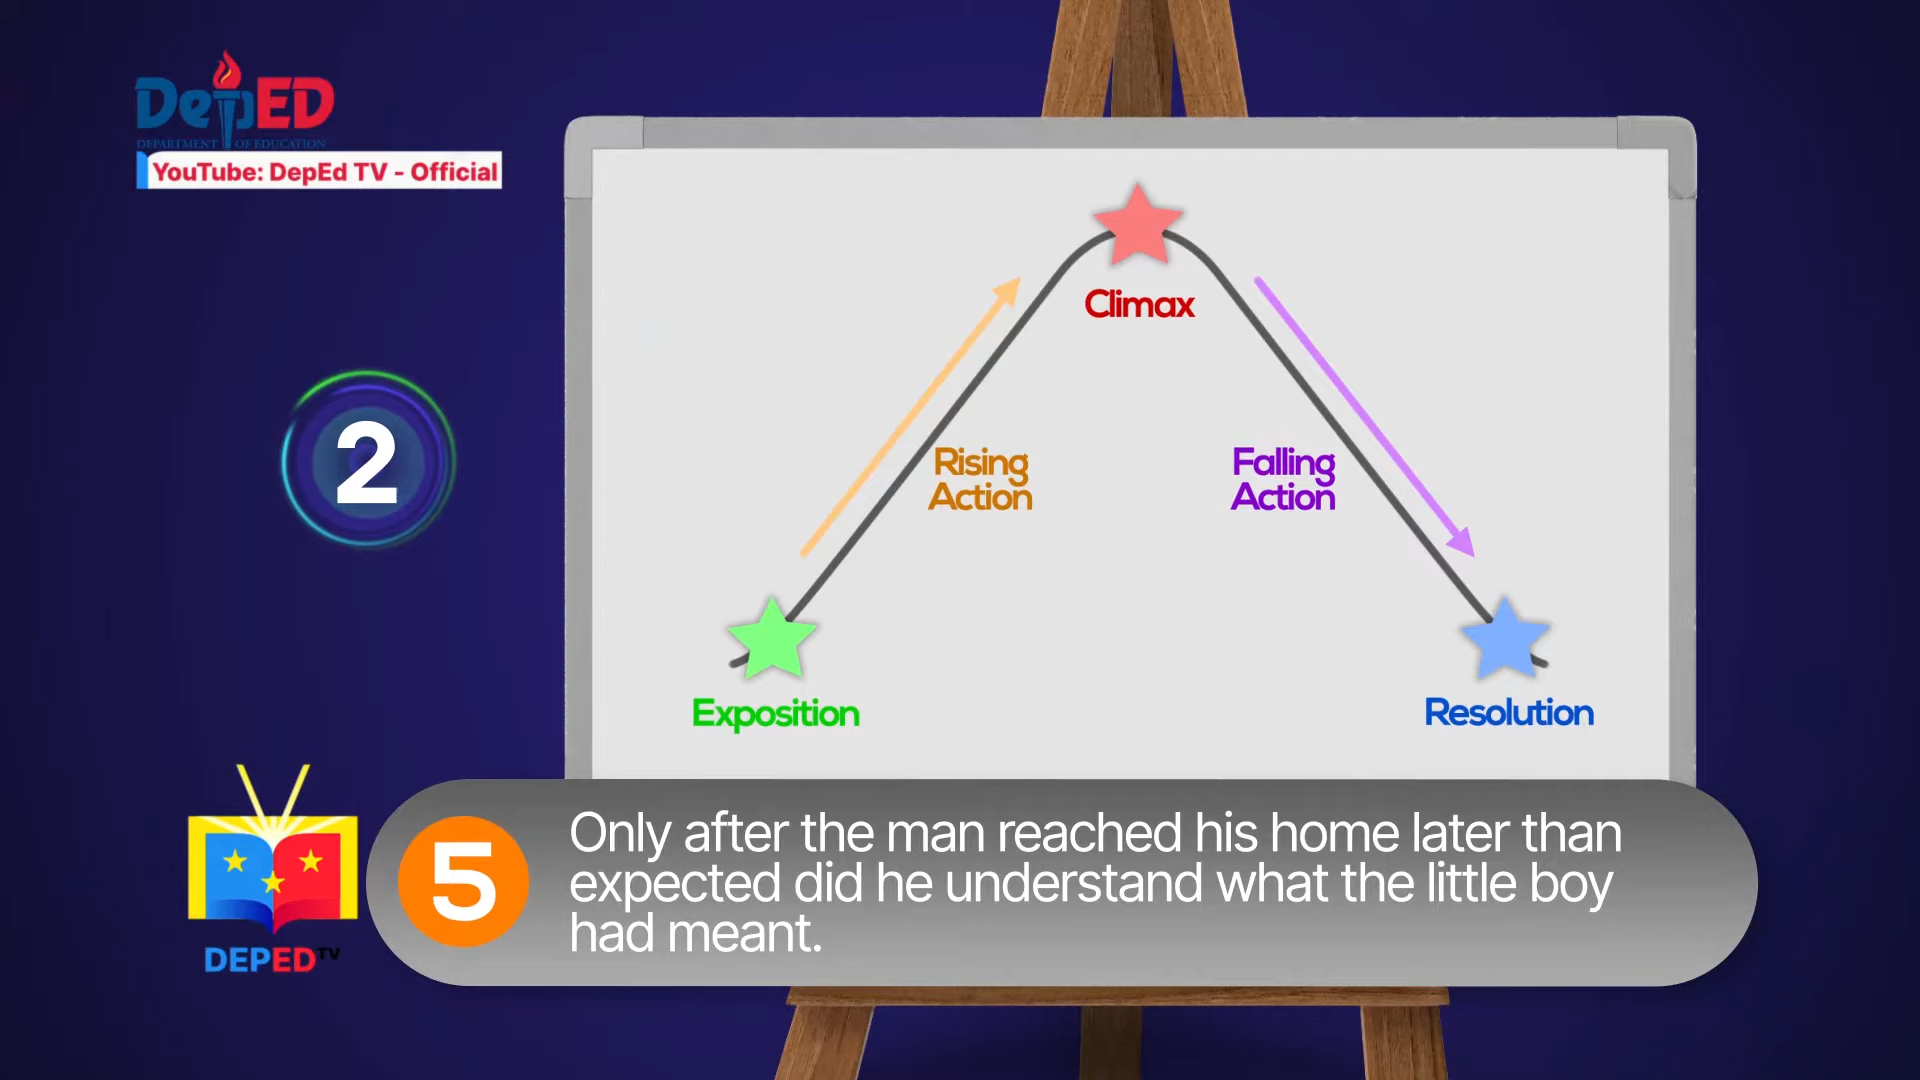 DepED
DEPARTMENT OF EDUCATION
YouTube: DepEd TV - Official
Climax
2
Rising
Action
Falling
Action
Exposition
Resolution
5
Only after the man reached his home later than
expected did he understand what the little boy
had meant.
DEPED TV